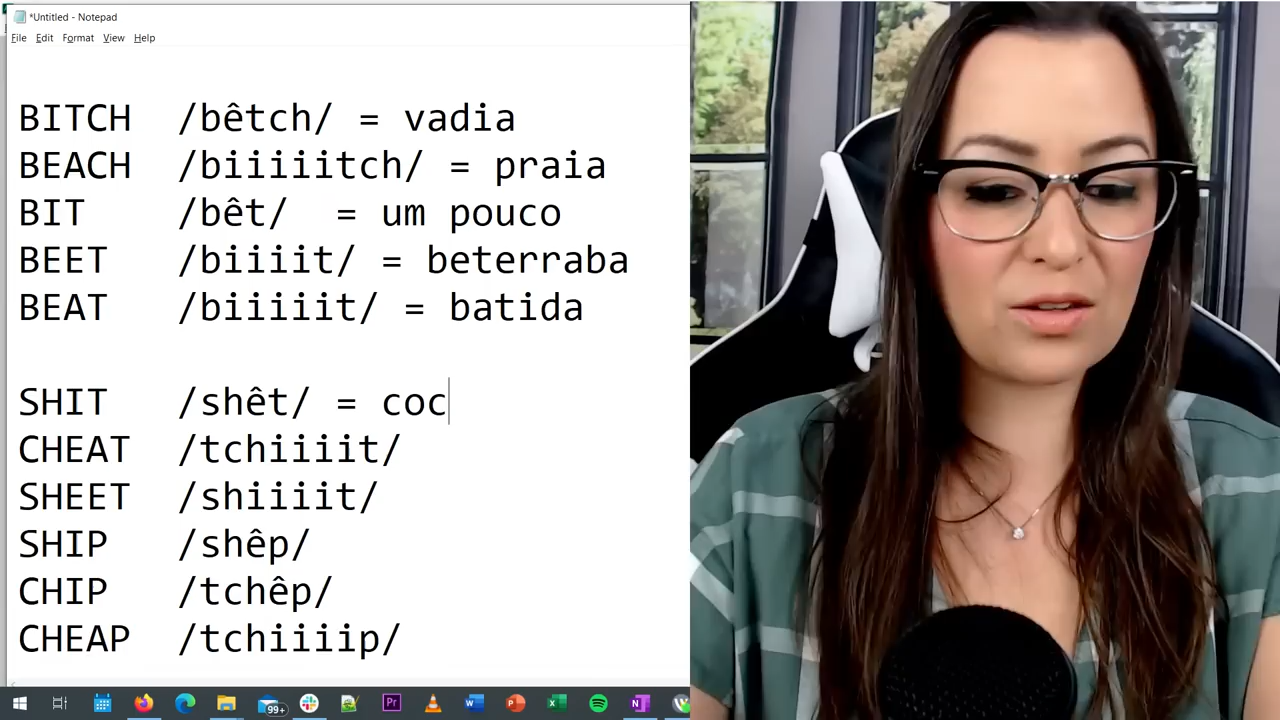 *Untitled - Notepad
File Edit Format View Help
BITCH /bêtch/ = vadia
BEACH /biiiiitch/ = praia
BIT /bêt/ = um pouco
BEET /biiiit/ = beterraba
BEAT /biiiiit/ = batida
SHIT /shêt/ = coc
CHEAT /tchiiiit/
SHEET /shiiiit/
SHIP /shêp/
CHIP /tchêp/
CHEAP /tchiiiip/
99+